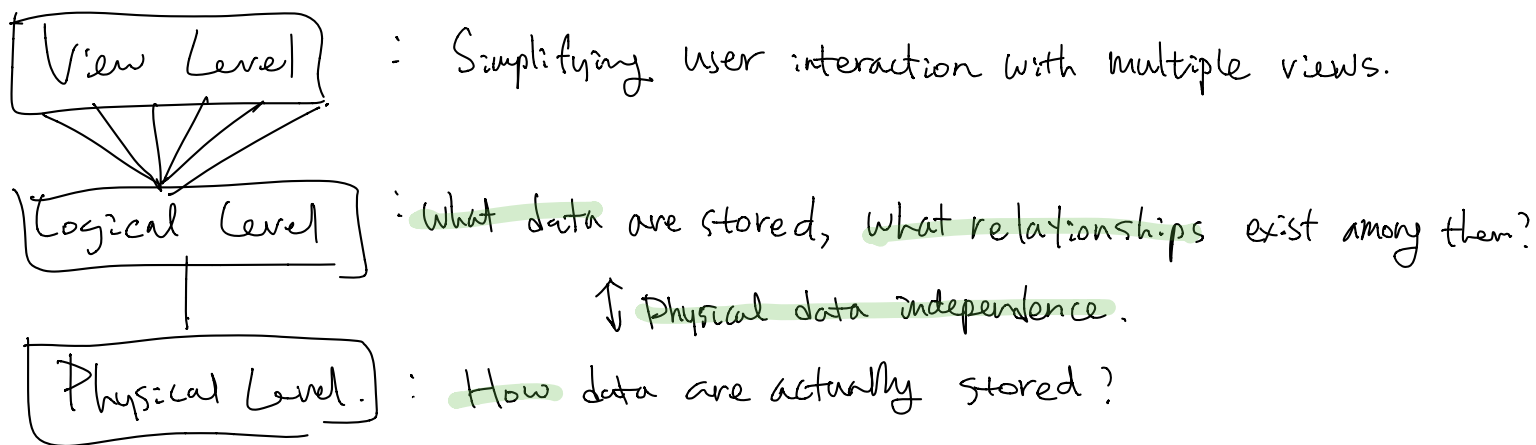 View Level : Simplifying user interaction with multiple views.
Logical Level : What data are stored, what relationships exist among them?
↕ Physical data independence.
Physical Level. : How data are actually stored?